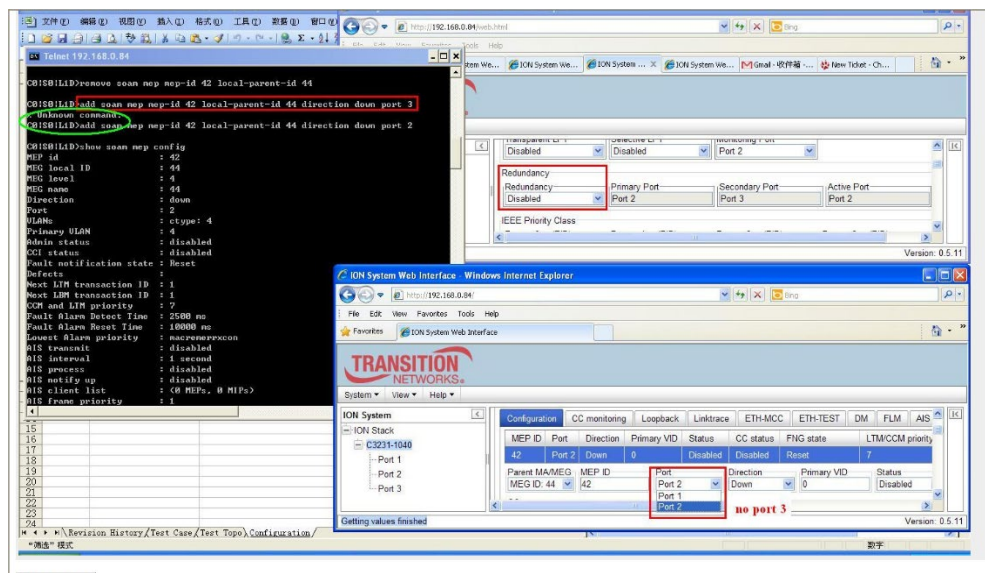 文件(F) 编辑(E) 视图(V) 插入(I) 格式(O) 工具(T) 数据(D) 窗口(W)
Telnet 192.168.0.84
C0|S8|L1D>remove soam mep mep-id 42 local-parent-id 44
C0|S8|L1D>add soam mep mep-id 42 local-parent-id 44 direction down port 3
% Unknown command.
C0|S8|L1D>add soam mep mep-id 42 local-parent-id 44 direction down port 2
C0|S8|L1D>show soam mep config
MEP id : 42
MEG local ID : 44
MEG level : 4
MEG name : 44
Direction : down
Port : 2
VLANs : ctype: 4
Primary VLAN : 4
Admin status : disabled
CCI status : disabled
Fault notification state : Reset
Defects :
Next LTM transaction ID : 1
Next LBM transaction ID : 1
CCM and LTM priority : 7
Fault Alarm Detect Time : 2500 ms
Fault Alarm Reset Time : 10000 ms
Lowest Alarm priority : macremerrxcon
AIS transmit : disabled
AIS interval : 1 second
AIS process : disabled
AIS notify up : disabled
AIS client list : (0 MEPs, 0 MIPs)
AIS frame priority : 1
http://192.168.0.84/web.html
Bing
File Edit View Favorites Tools Help
stem We...
ION System We...
ION System ... X
ION System We...
Gmail - 收件箱 -...
New Ticket - Ch...
Disabled Disabled Port 2
Redundancy
Redundancy Primary Port Secondary Port Active Port
Disabled Port 2 Port 3 Port 2
IEEE Priority Class
Version: 0.5.11
ION System Web Interface - Windows Internet Explorer
http://192.168.0.84/
Bing
File Edit View Favorites Tools Help
Favorites ION System Web Interface
TRANSITION
NETWORKS.
System View Help
ION System
ION Stack
C3231-1040
Port 1
Port 2
Port 3
Configuration CC monitoring Loopback Linktrace ETH-MCC ETH-TEST DM FLM AIS
MEP ID Port Direction Primary VID Status CC status FNG state LTM/CCM priority
42 Port 2 Down 0 Disabled Disabled Reset 7
Parent MA/MEG MEP ID Port Direction Primary VID Status
MEG ID: 44 42 Port 2 Down 0 Disabled
Port 1
Port 2
no port 3
Getting values finished
Version: 0.5.11
15
16
17
18
19
20
21
22
23
24
Revision History/Test Case/Test Topo\Configuration/
"筛选" 模式
数字